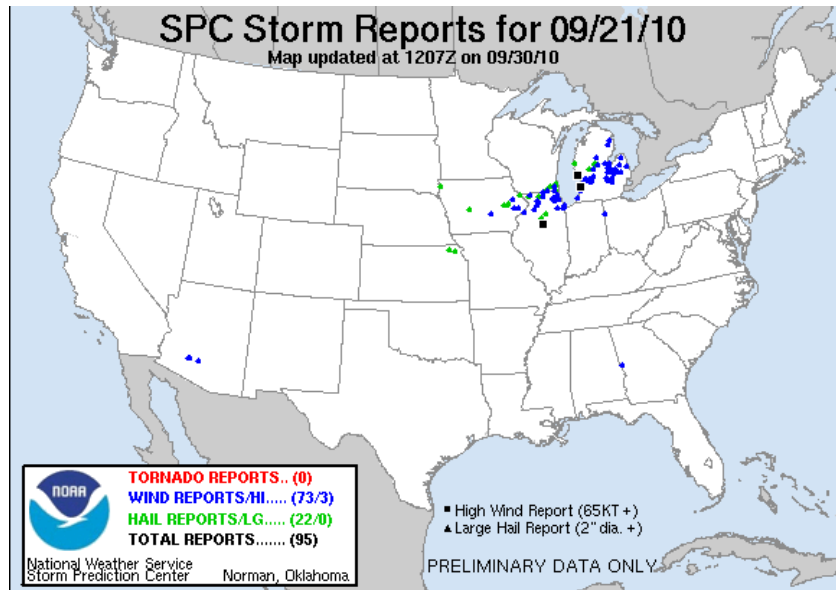 SPC Storm Reports for 09/21/10
Map updated at 1207Z on 09/30/10
NOAA
TORNADO REPORTS.. (0)
WIND REPORTS/HI..... (73/3)
HAIL REPORTS/LG..... (22/0)
TOTAL REPORTS....... (95)
National Weather Service
Storm Prediction Center Norman, Oklahoma
High Wind Report (65KT +)
Large Hail Report (2" dia. +)
PRELIMINARY DATA ONLY